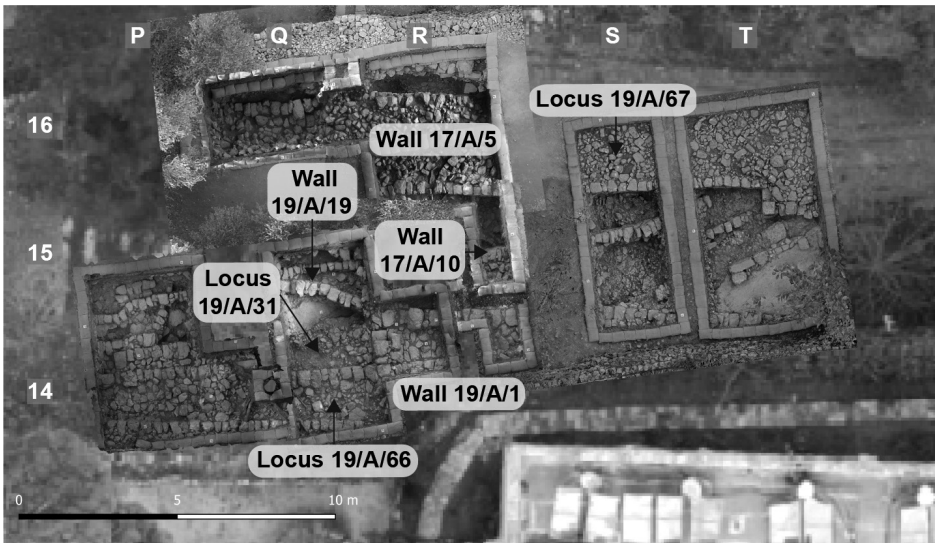 P Q R S T
16
15
14
Locus 19/A/67
Wall 17/A/5
Wall
19/A/19
Wall
17/A/10
Locus
19/A/31
Wall 19/A/1
Locus 19/A/66
0 5 10 m